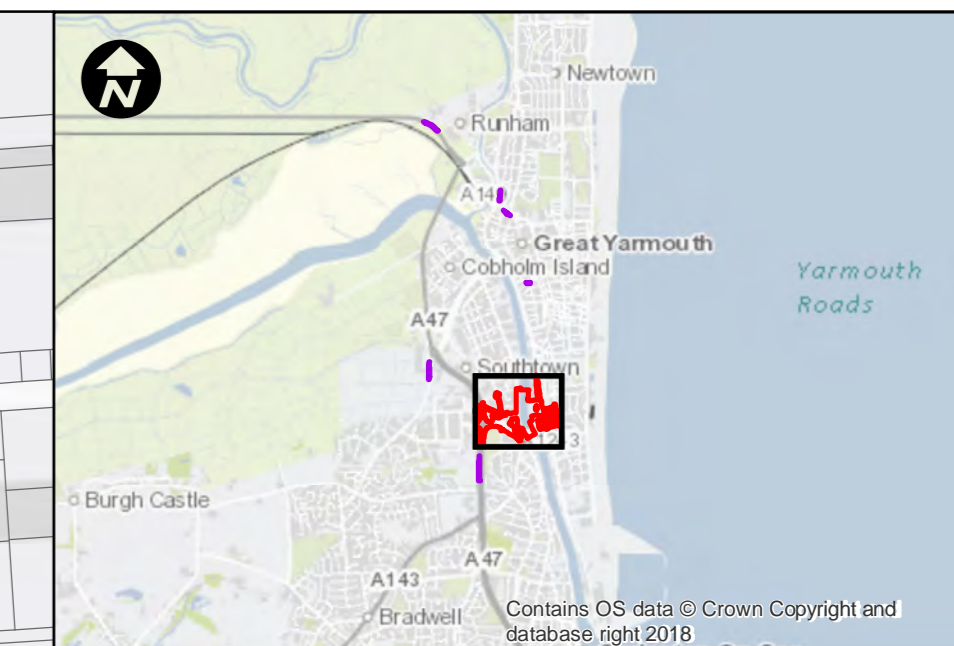 N
Newtown
Runham
Great Yarmouth
Cobholm Island
Yarmouth
Roads
A47
Southtown
Burgh Castle
A47
A143
Bradwell
Contains OS data © Crown Copyright and
database right 2018